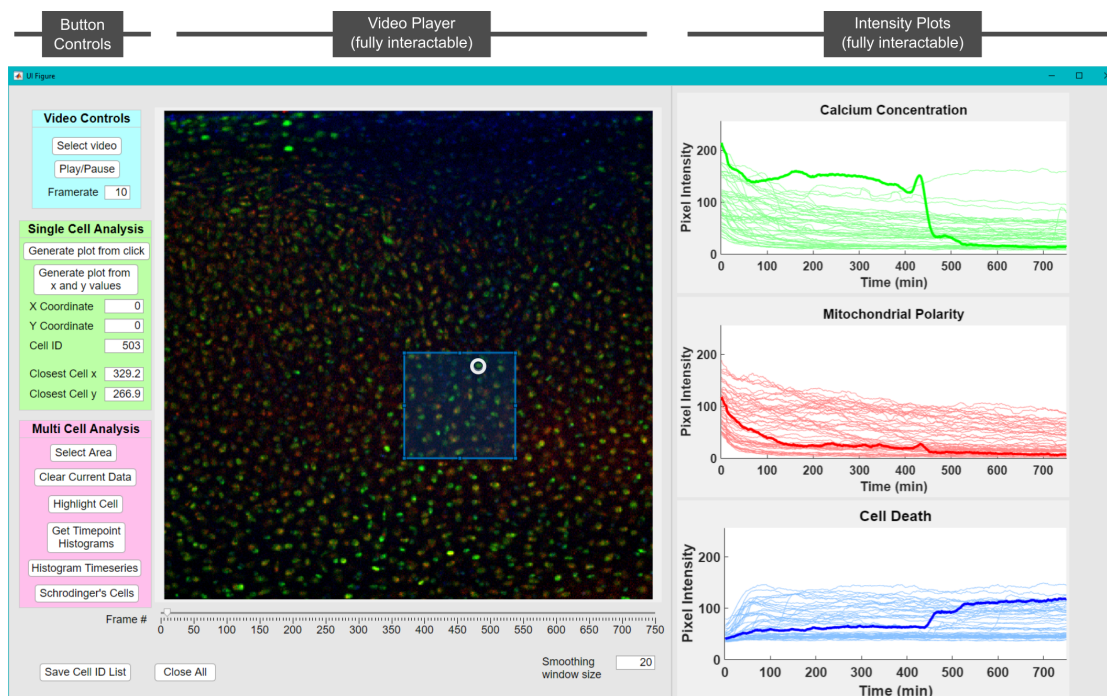 Button
Controls
Video Player
(fully interactable)
Intensity Plots
(fully interactable)
UI Figure
Video Controls
Select video
Play/Pause
Framerate 10
Single Cell Analysis
Generate plot from click
Generate plot from
x and y values
X Coordinate 0
Y Coordinate 0
Cell ID 503
Closest Cell x 329.2
Closest Cell y 266.9
Multi Cell Analysis
Select Area
Clear Current Data
Highlight Cell
Get Timepoint
Histograms
Histogram Timeseries
Schrodinger's Cells
Frame #
0 50 100 150 200 250 300 350 400 450 500 550 600 650 700 750
Save Cell ID List
Close All
Smoothing
window size
20
Calcium Concentration
Pixel Intensity
200
100
0
0 100 200 300 400 500 600 700
Time (min)
Mitochondrial Polarity
Pixel Intensity
200
100
0
0 100 200 300 400 500 600 700
Time (min)
Cell Death
Pixel Intensity
200
100
0
0 100 200 300 400 500 600 700
Time (min)